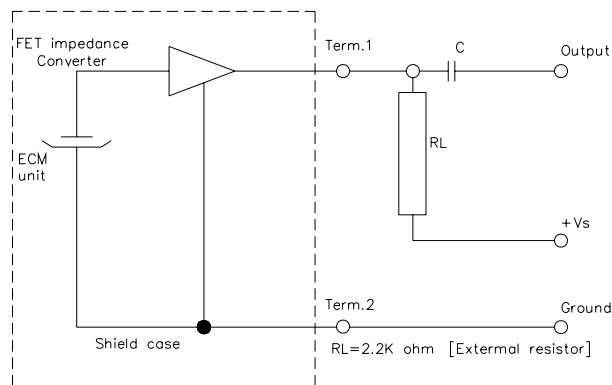 FET impedance
Converter
Term.1
C
Output
RL
ECM
unit
+Vs
Term.2
Ground
Shield case
RL=2.2K ohm [External resistor]